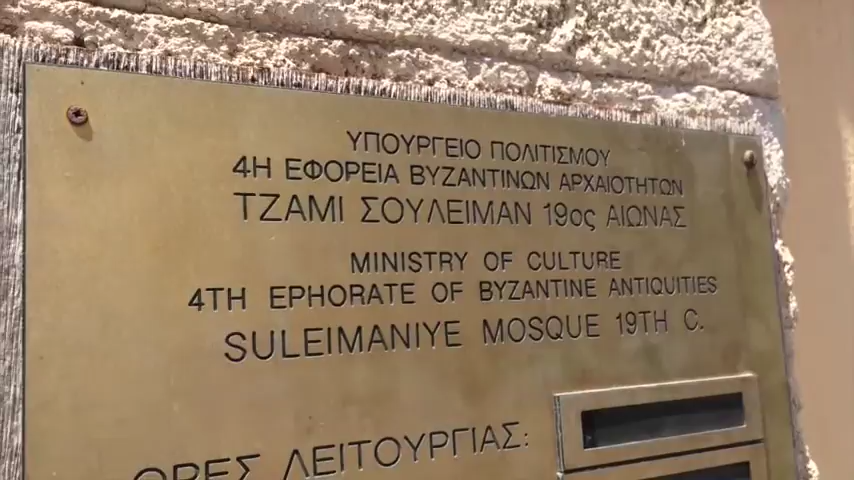 ΥΠΟΥΡΓΕΙΟ ΠΟΛΙΤΙΣΜΟΥ
4Η ΕΦΟΡΕΙΑ ΒΥΖΑΝΤΙΝΩΝ ΑΡΧΑΙΟΤΗΤΩΝ
ΤΖΑΜΙ ΣΟΥΛΕΙΜΑΝ 19ος ΑΙΩΝΑΣ
MINISTRY OF CULTURE
4TH EPHORATE OF BYZANTINE ANTIQUITIES
SULEIMANIYE MOSQUE 19TH C.
ΩΡΕΣ ΛΕΙΤΟΥΡΓΙΑΣ: